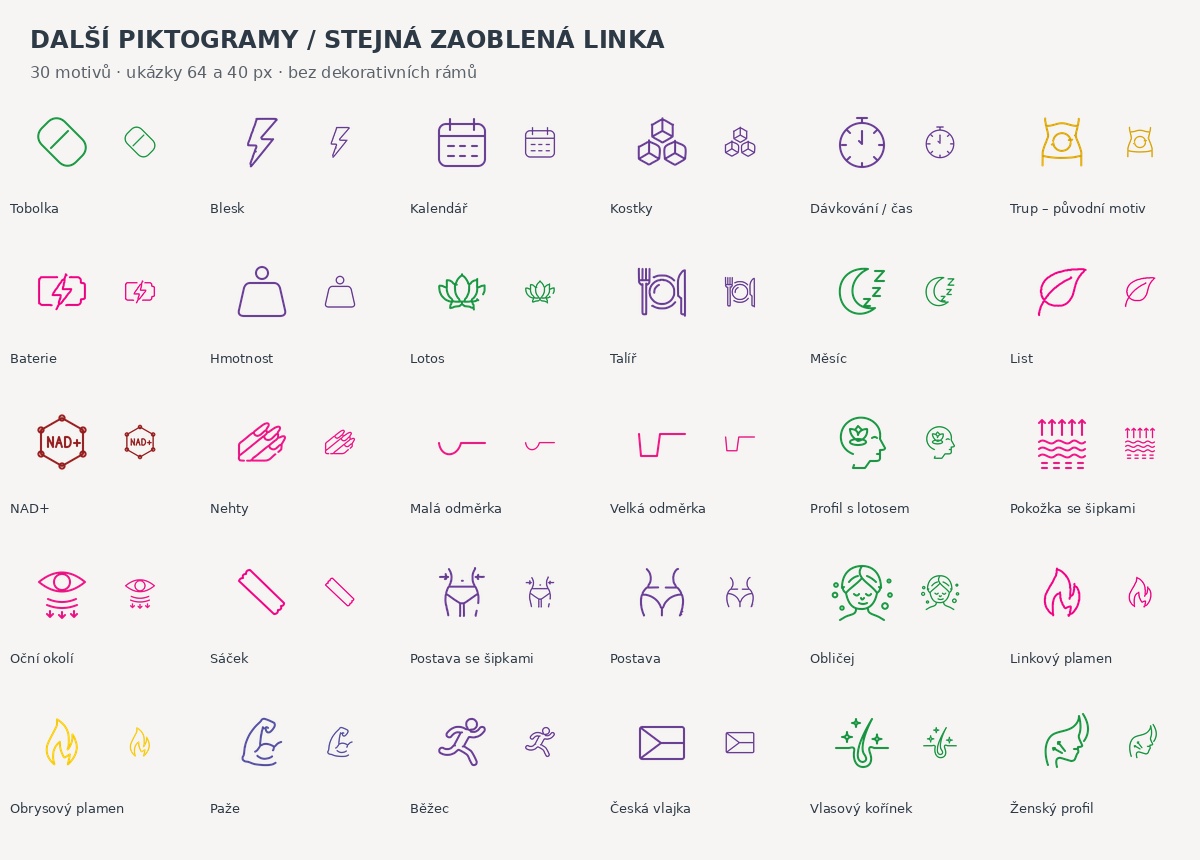 DALŠÍ PIKTOGRAMY / STEJNÁ ZAOBLENÁ LINKA
30 motivů · ukázky 64 a 40 px · bez dekorativních rámů
Tobolka
Blesk
Kalendář
Kostky
Dávkování / čas
Trup – původní motiv
Z
Z
Z
Z
Z
Z
Baterie
Hmotnost
Lotos
Talíř
Měsíc
List
NAD+
NAD+
NAD+
Nehty
Malá odměrka
Velká odměrka
Profil s lotosem
Pokožka se šipkami
Oční okolí
Sáček
Postava se šipkami
Postava
Obličej
Linkový plamen
Obrysový plamen
Paže
Běžec
Česká vlajka
Vlasový kořínek
Ženský profil